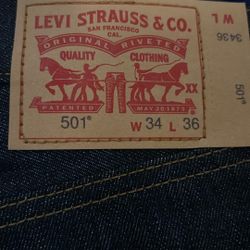 LEVI STRAUSS & CO.
SAN FRANCISCO
CAL.
ORIGINAL RIVETED
QUALITY CLOTHING
XX
PATENTED MAY 20 1873
501®
W 34 L 36
W L
3436
501®